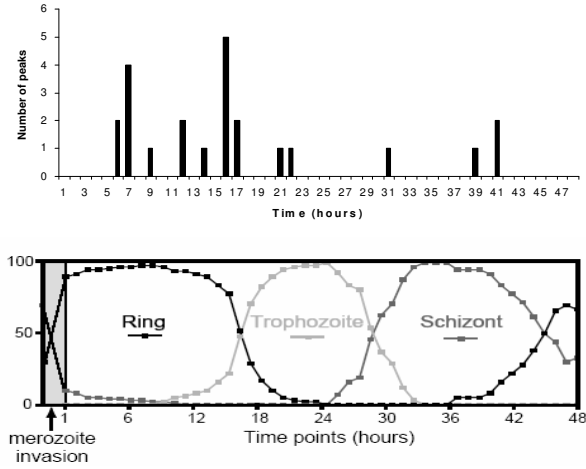 6
5
4
3
2
1
0
Number of peaks
1 3 5 7 9 11 13 15 17 19 21 23 25 27 29 31 33 35 37 39 41 43 45 47
Time (hours)
100
50
0
Ring Trophozoite Schizont
1 6 12 18 24 30 36 42 48
merozoite
invasion
Time points (hours)